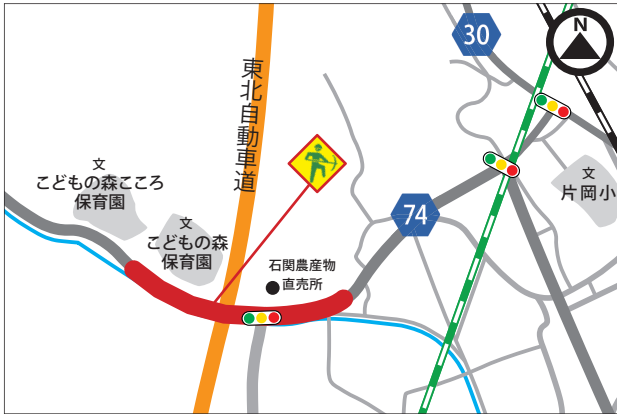 30
N
東北自動車道
文
こどもの森こころ
保育園
文
片岡小
74
文
こどもの森
保育園
石関農産物
直売所